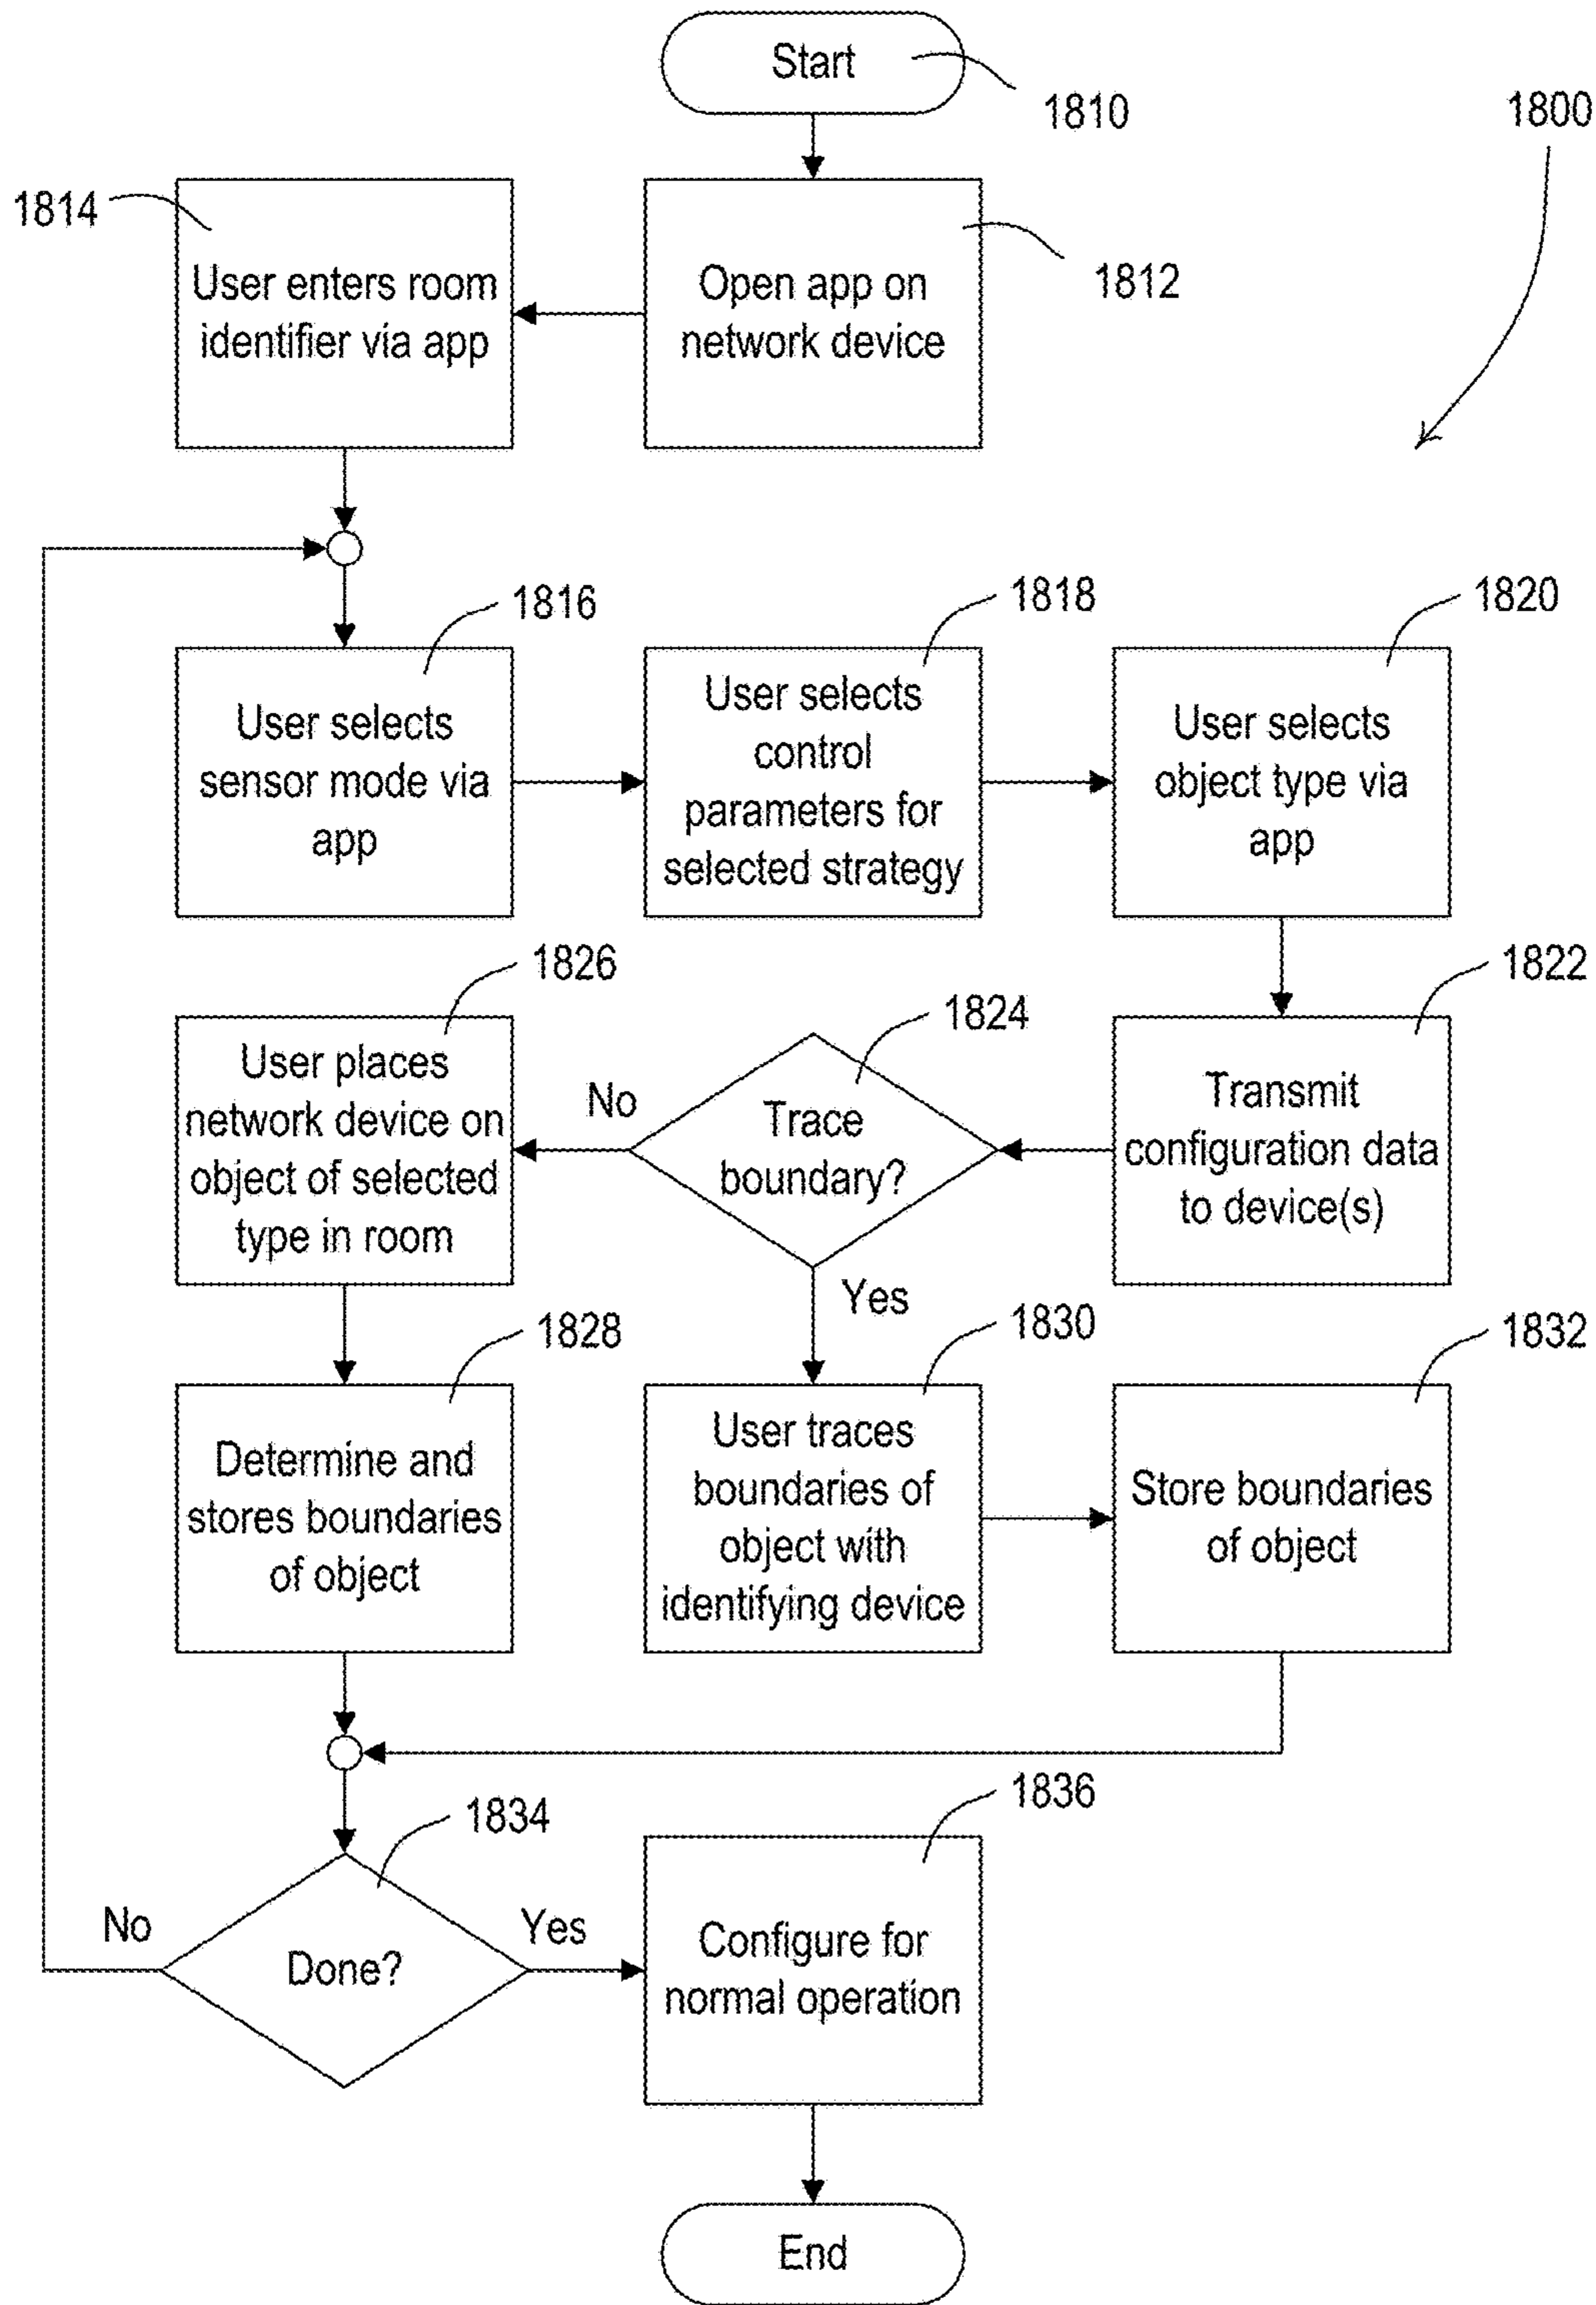 Start
1810
1800
1814
User enters room
identifier via app
Open app on
network device
1812
1816
User selects
sensor mode via
app
1818
User selects
control
parameters for
selected strategy
1820
User selects
object type via
app
1822
Transmit
configuration data
to device(s)
1824
Trace
boundary?
No
Yes
1826
User places
network device on
object of selected
type in room
1828
Determine and
stores boundaries
of object
1830
User traces
boundaries of
object with
identifying device
1832
Store boundaries
of object
1834
Done?
No
Yes
1836
Configure for
normal operation
End